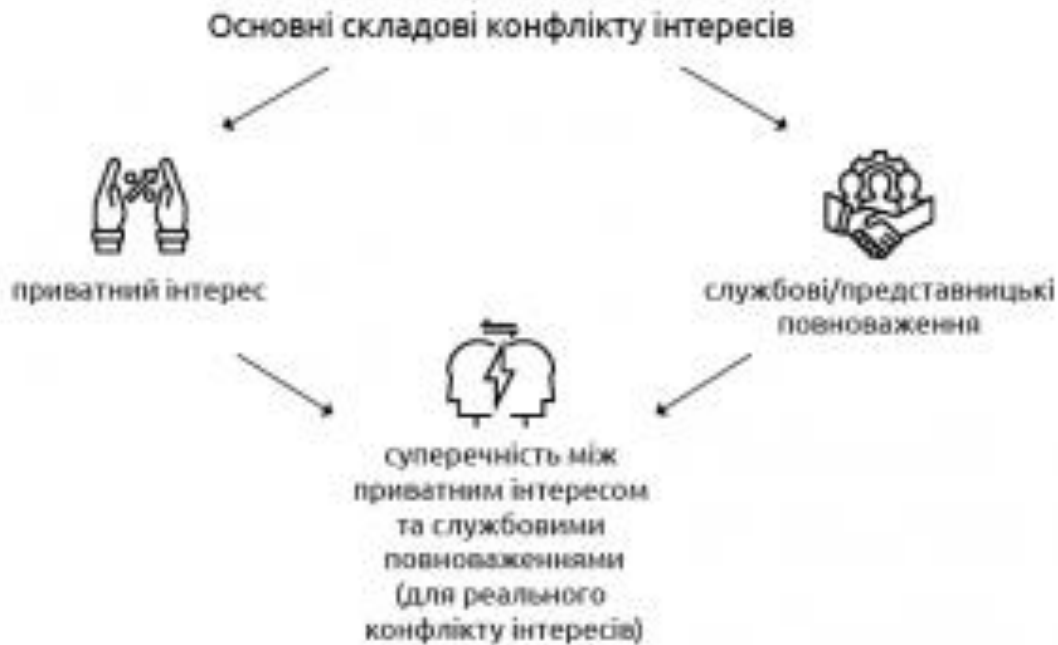 Основні складові конфлікту інтересів
приватний інтерес
службові/представницькі
повноваження
суперечність між
приватним інтересом
та службовими
повноваженнями
(для реального
конфлікту інтересів)